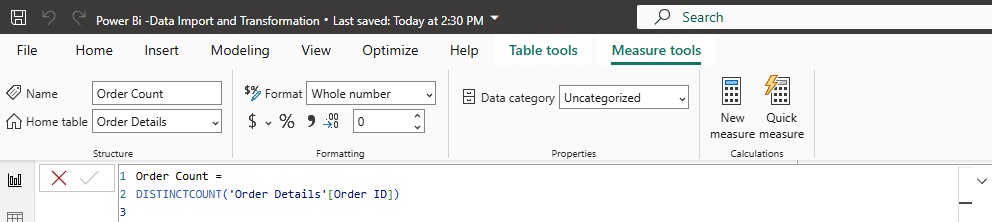 Power Bi -Data Import and Transformation • Last saved: Today at 2:30 PM
Search
File Home Insert Modeling View Optimize Help Table tools Measure tools
Name Order Count
Home table Order Details
Structure
Format Whole number
$ % 0
Formatting
Data category Uncategorized
Properties
New measure
Quick measure
Calculations
1 Order Count =
2 DISTINCTCOUNT('Order Details'[Order ID])
3